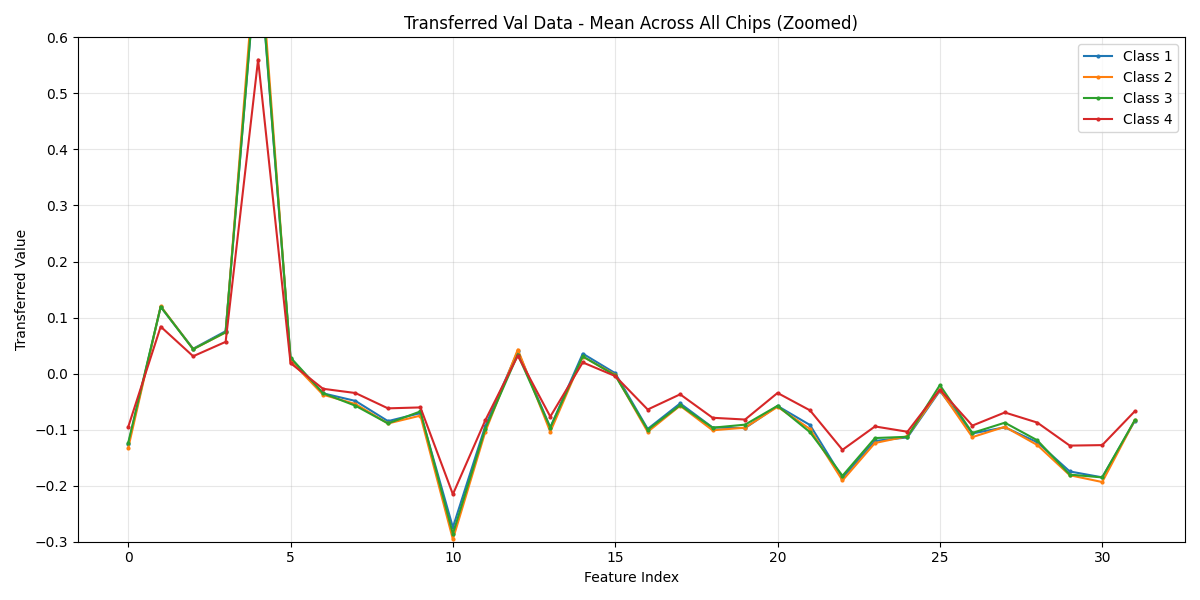 Transferred Val Data - Mean Across All Chips (Zoomed)
Transferred Value
0.6
0.5
0.4
0.3
0.2
0.1
0.0
−0.1
−0.2
−0.3
Class 1
Class 2
Class 3
Class 4
0 5 10 15 20 25 30
Feature Index